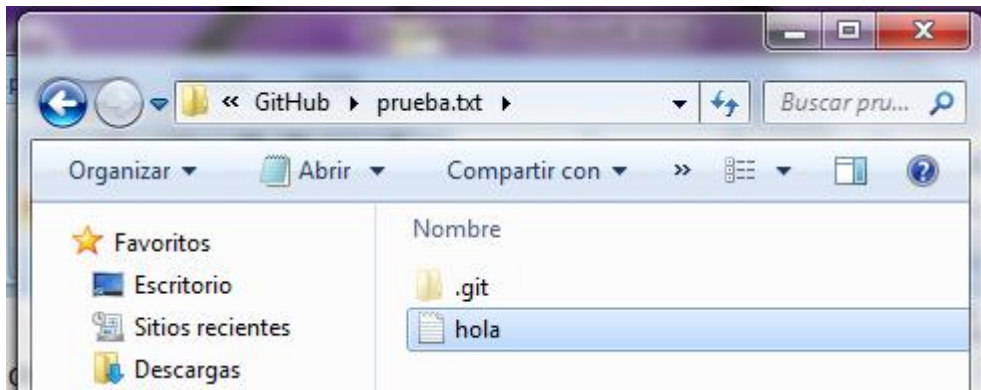 « GitHub ▸ prueba.txt ▸ Buscar pru...
Organizar Abrir Compartir con »
Favoritos
Escritorio
Sitios recientes
Descargas
Nombre
.git
hola